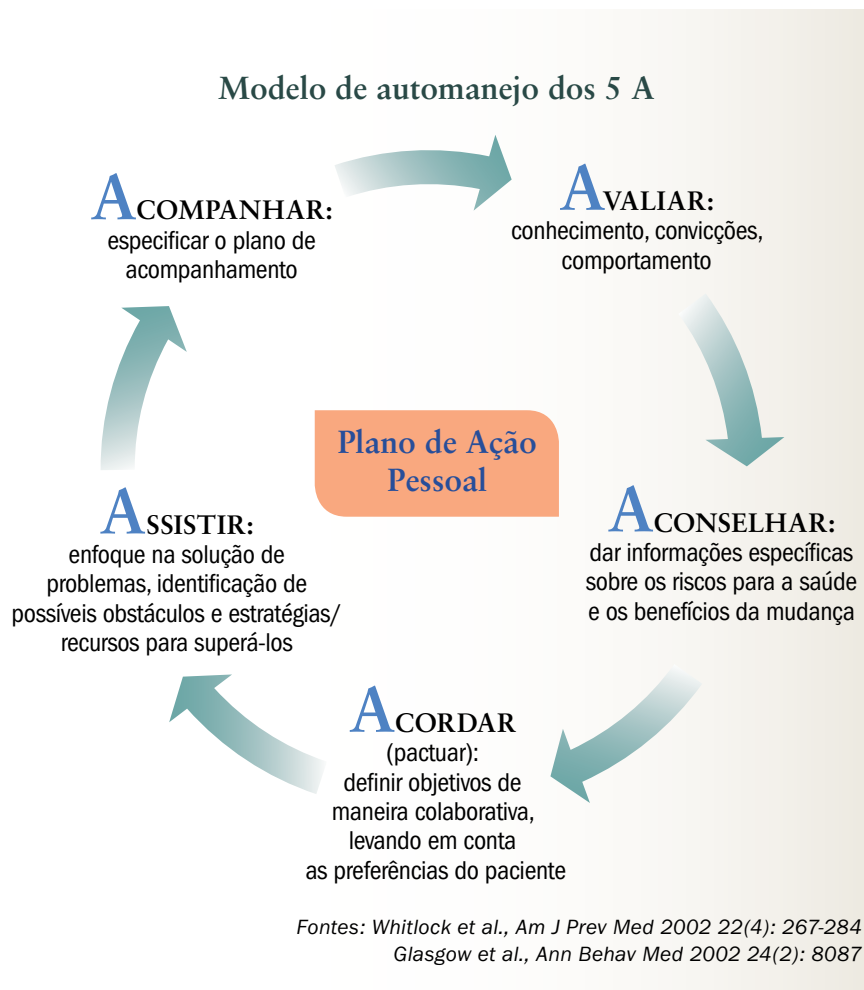 Modelo de automanejo dos 5 A
ACOMPANHAR:
especificar o plano de
acompanhamento
AVALIAR:
conhecimento, convicções,
comportamento
Plano de Ação
Pessoal
ASSISTIR:
enfoque na solução de
problemas, identificação de
possíveis obstáculos e estratégias/
recursos para superá-los
ACONSELHAR:
dar informações específicas
sobre os riscos para a saúde
e os benefícios da mudança
ACORDAR
(pactuar):
definir objetivos de
maneira colaborativa,
levando em conta
as preferências do paciente
Fontes: Whitlock et al., Am J Prev Med 2002 22(4): 267-284
Glasgow et al., Ann Behav Med 2002 24(2): 8087